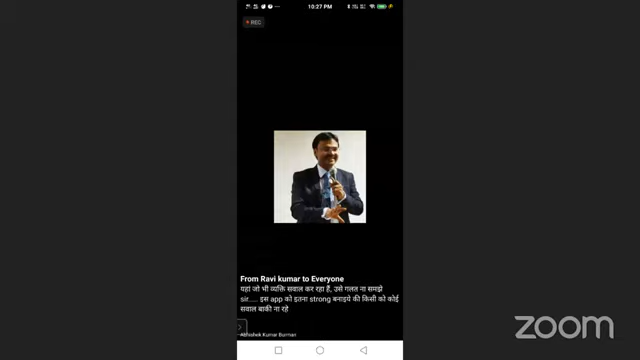 10:27 PM
REC
From Ravi kumar to Everyone
यहां जो भी व्यक्ति सवाल कर रहा हैं, उसे गलत ना समझे
sir..... इस app को इतना strong बनाइये की किसी को कोई
सवाल बाकी ना रहे
Abhishek Kumar Burman
zoom